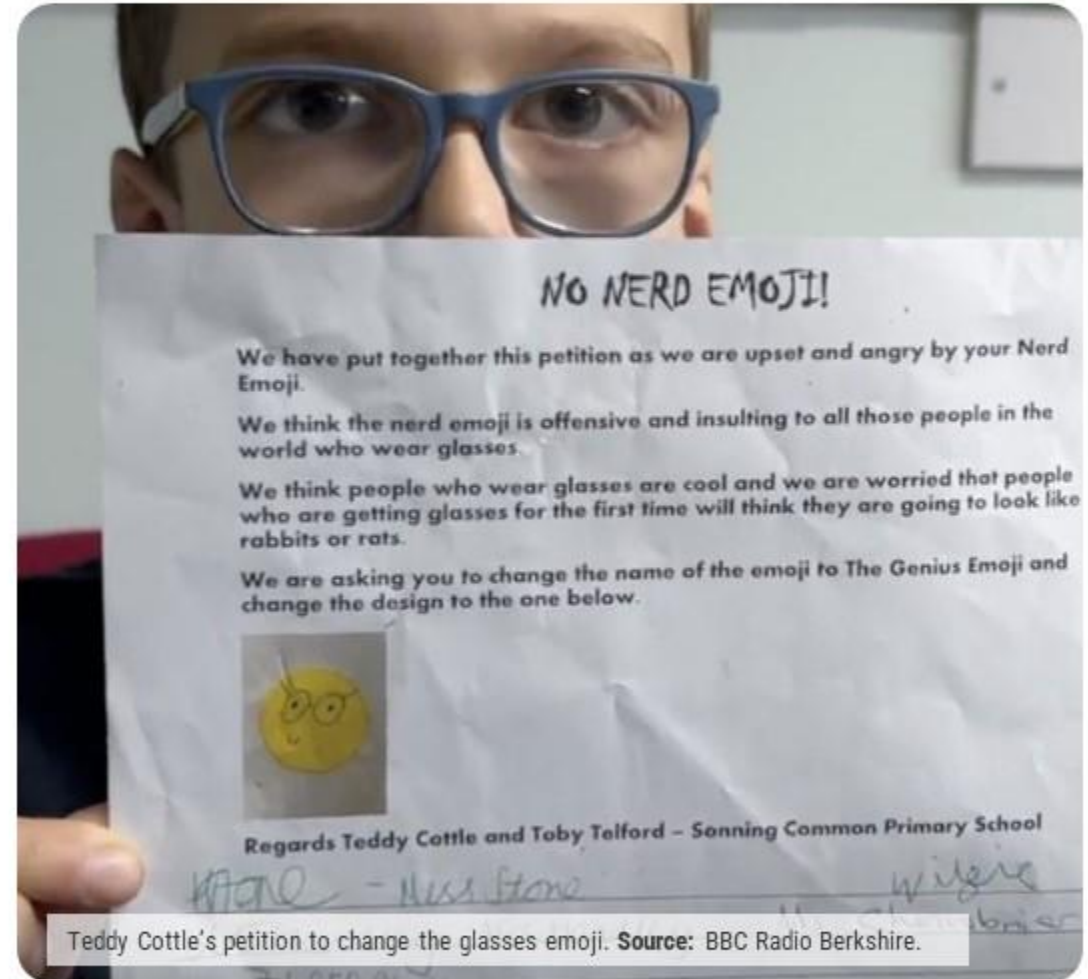 NO NERD EMOJI!
We have put together this petition as we are upset and angry by your Nerd
Emoji.
We think the nerd emoji is offensive and insulting to all those people in the
world who wear glasses.
We think people who wear glasses are cool and we are worried that people
who are getting glasses for the first time will think they are going to look like
rabbits or rats.
We are asking you to change the name of the emoji to The Genius Emoji and
change the design to the one below.
Regards Teddy Cottle and Toby Telford – Sonning Common Primary School
- Miss Stone
Teddy Cottle's petition to change the glasses emoji. Source: BBC Radio Berkshire.